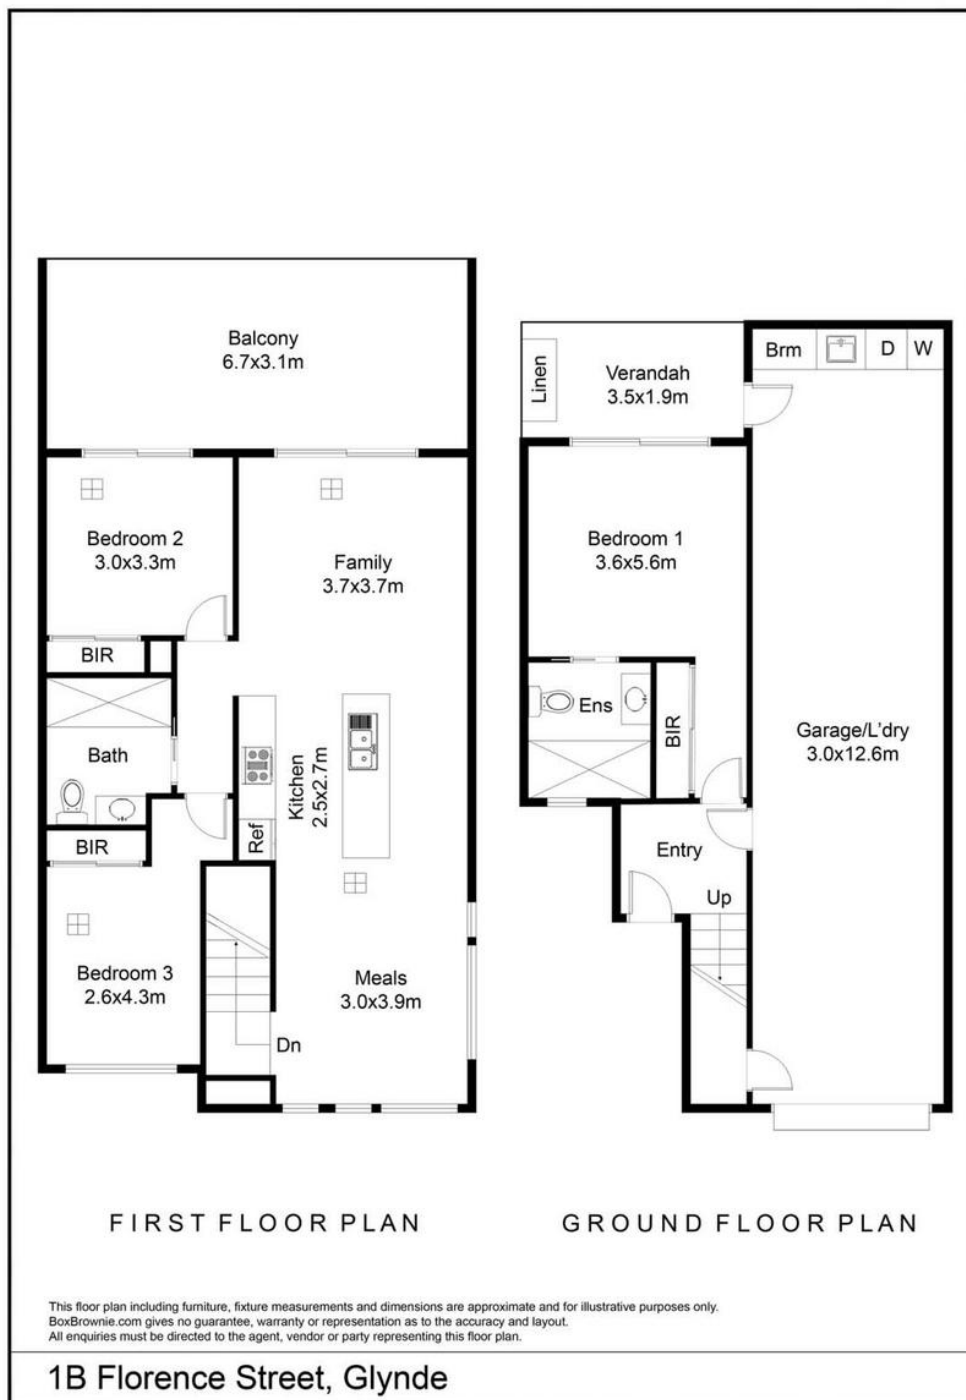 Balcony
6.7x3.1m
Bedroom 2
3.0x3.3m
Family
3.7x3.7m
BIR
Bath
Kitchen
2.5x2.7m
Ref
BIR
Bedroom 3
2.6x4.3m
Meals
3.0x3.9m
Dn
Linen
Verandah
3.5x1.9m
Brm
D
W
Bedroom 1
3.6x5.6m
Ens
BIR
Garage/L'dry
3.0x12.6m
Entry
Up
FIRST FLOOR PLAN
GROUND FLOOR PLAN
This floor plan including furniture, fixture measurements and dimensions are approximate and for illustrative purposes only.
BoxBrownie.com gives no guarantee, warranty or representation as to the accuracy and layout.
All enquiries must be directed to the agent, vendor or party representing this floor plan.
1B Florence Street, Glynde